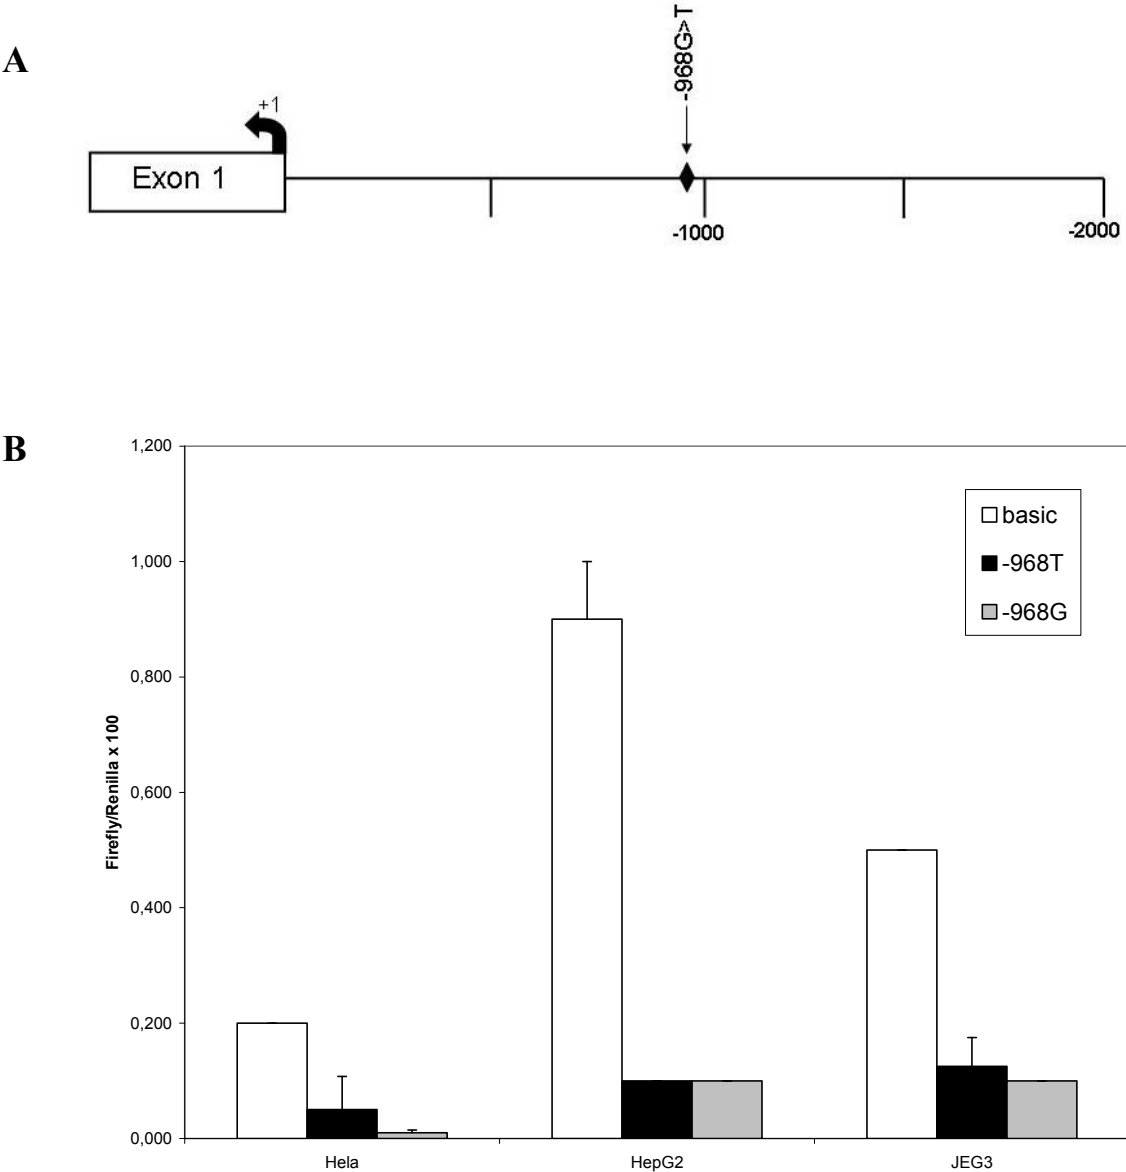 A
-968G>T
+1
Exon 1
-1000
-2000
B
1,200
1,000
0,800
0,600
0,400
0,200
0,000
Firefly/Renilla x 100
basic
-968T
-968G
Hela HepG2 JEG3